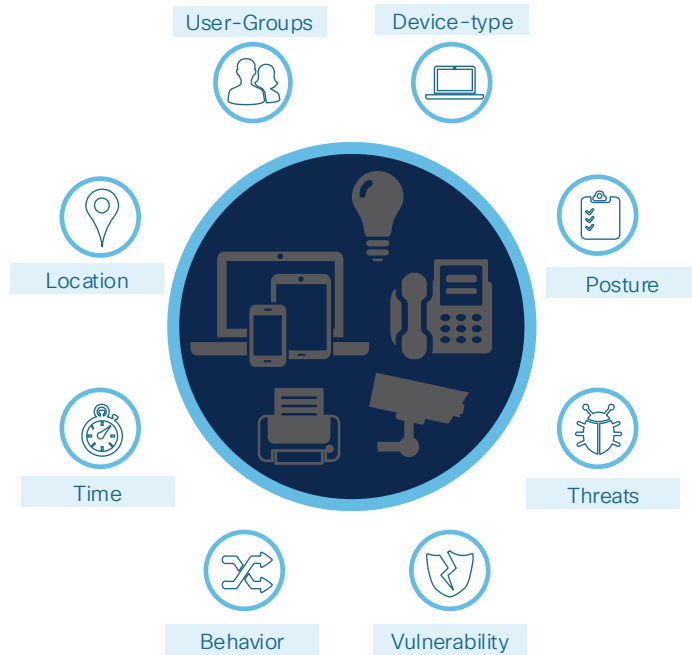 User-Groups
Device-type
Location
Posture
Time
Threats
Behavior
Vulnerability